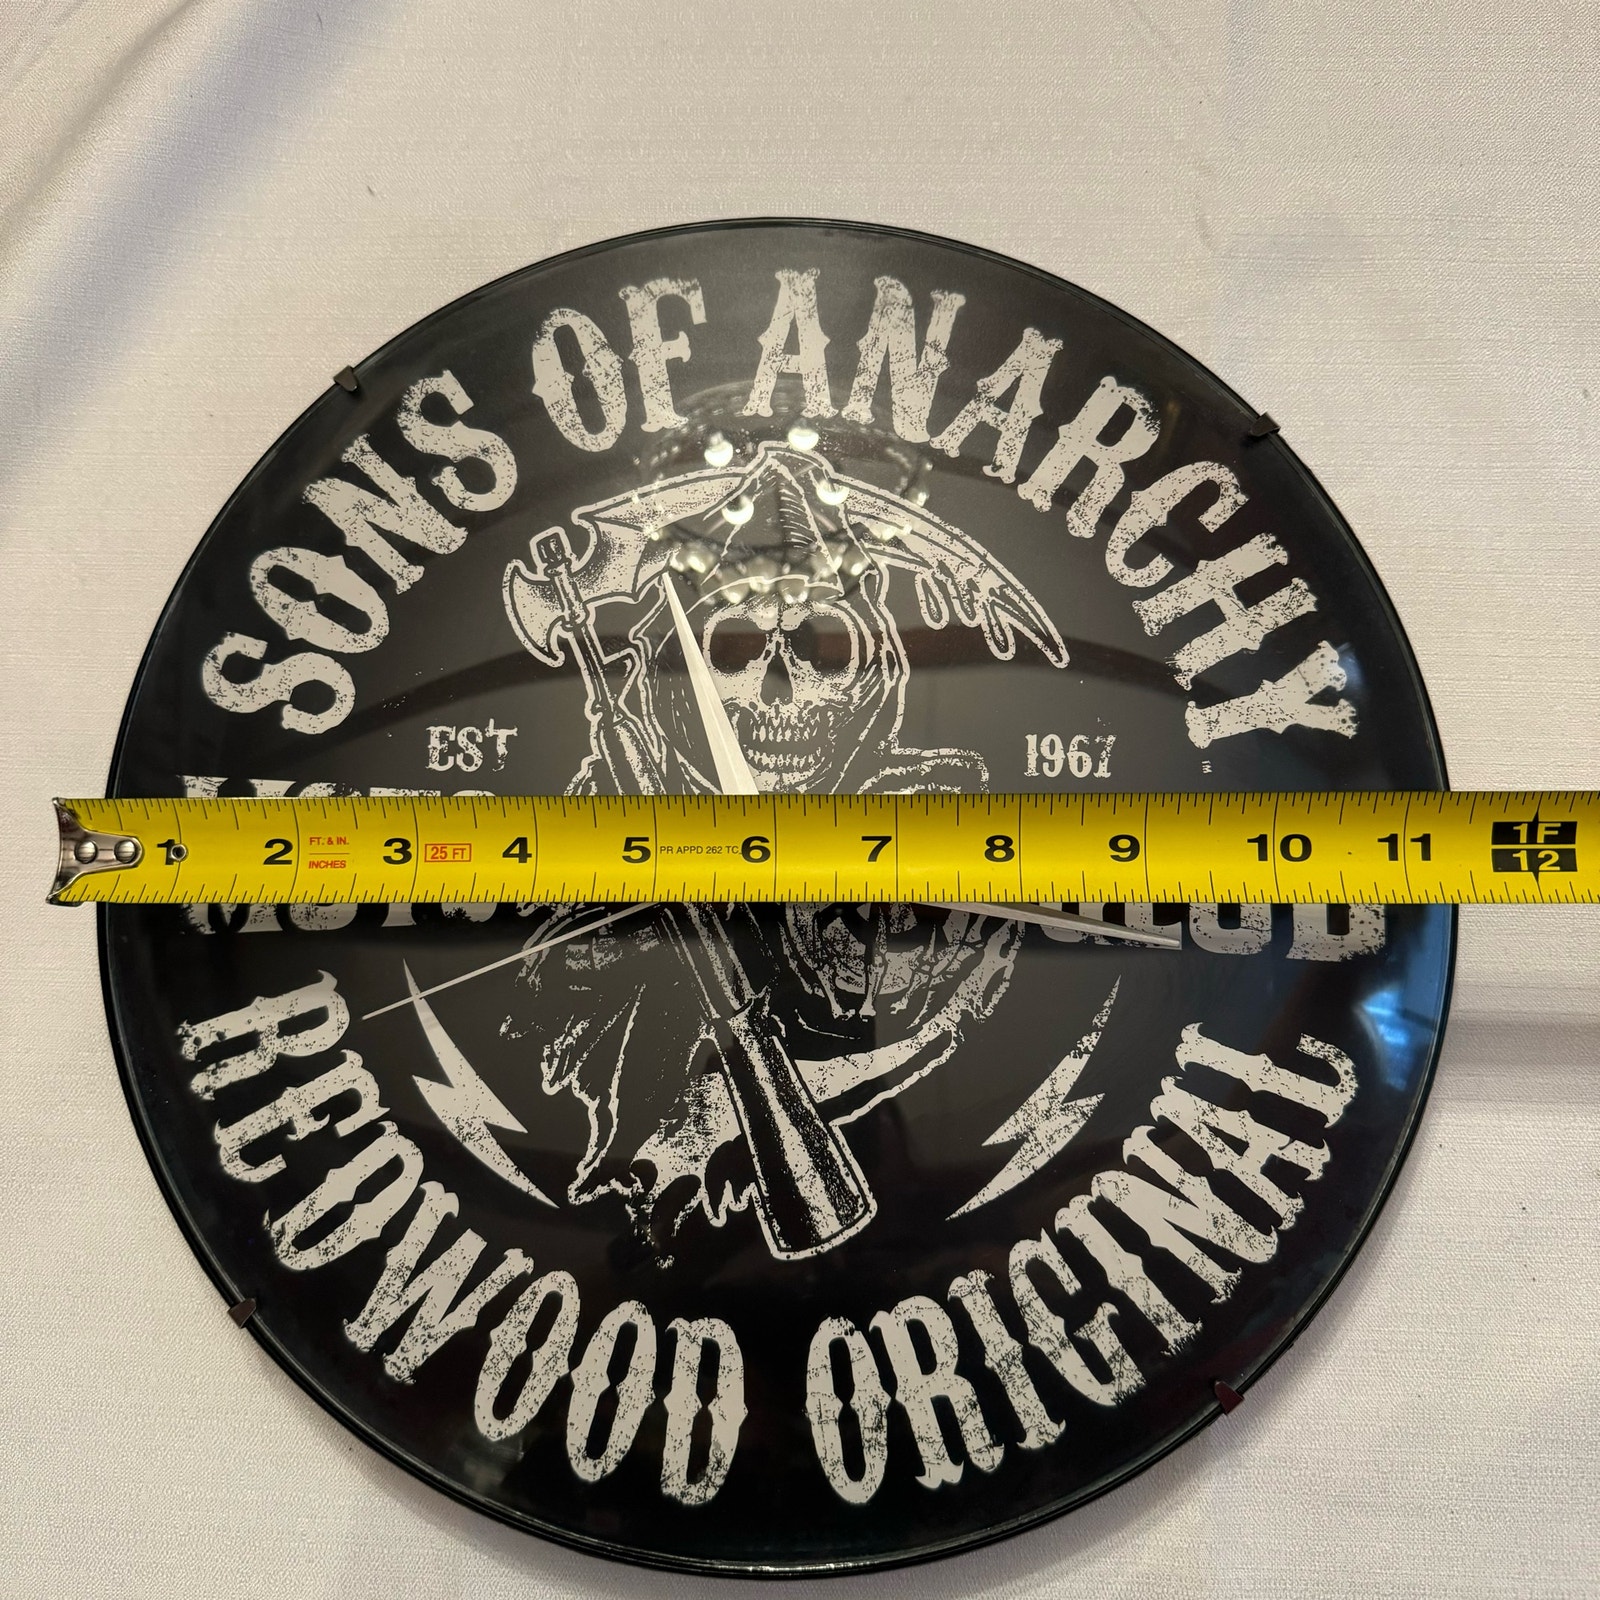 SONS OF ANARCHY
EST 1967
TM
1 2 FT. & IN. INCHES 3 25 FT 4 5 PR APPD 262 TC 6 7 8 9 10 11 1F 12
REDWOOD ORIGINAL